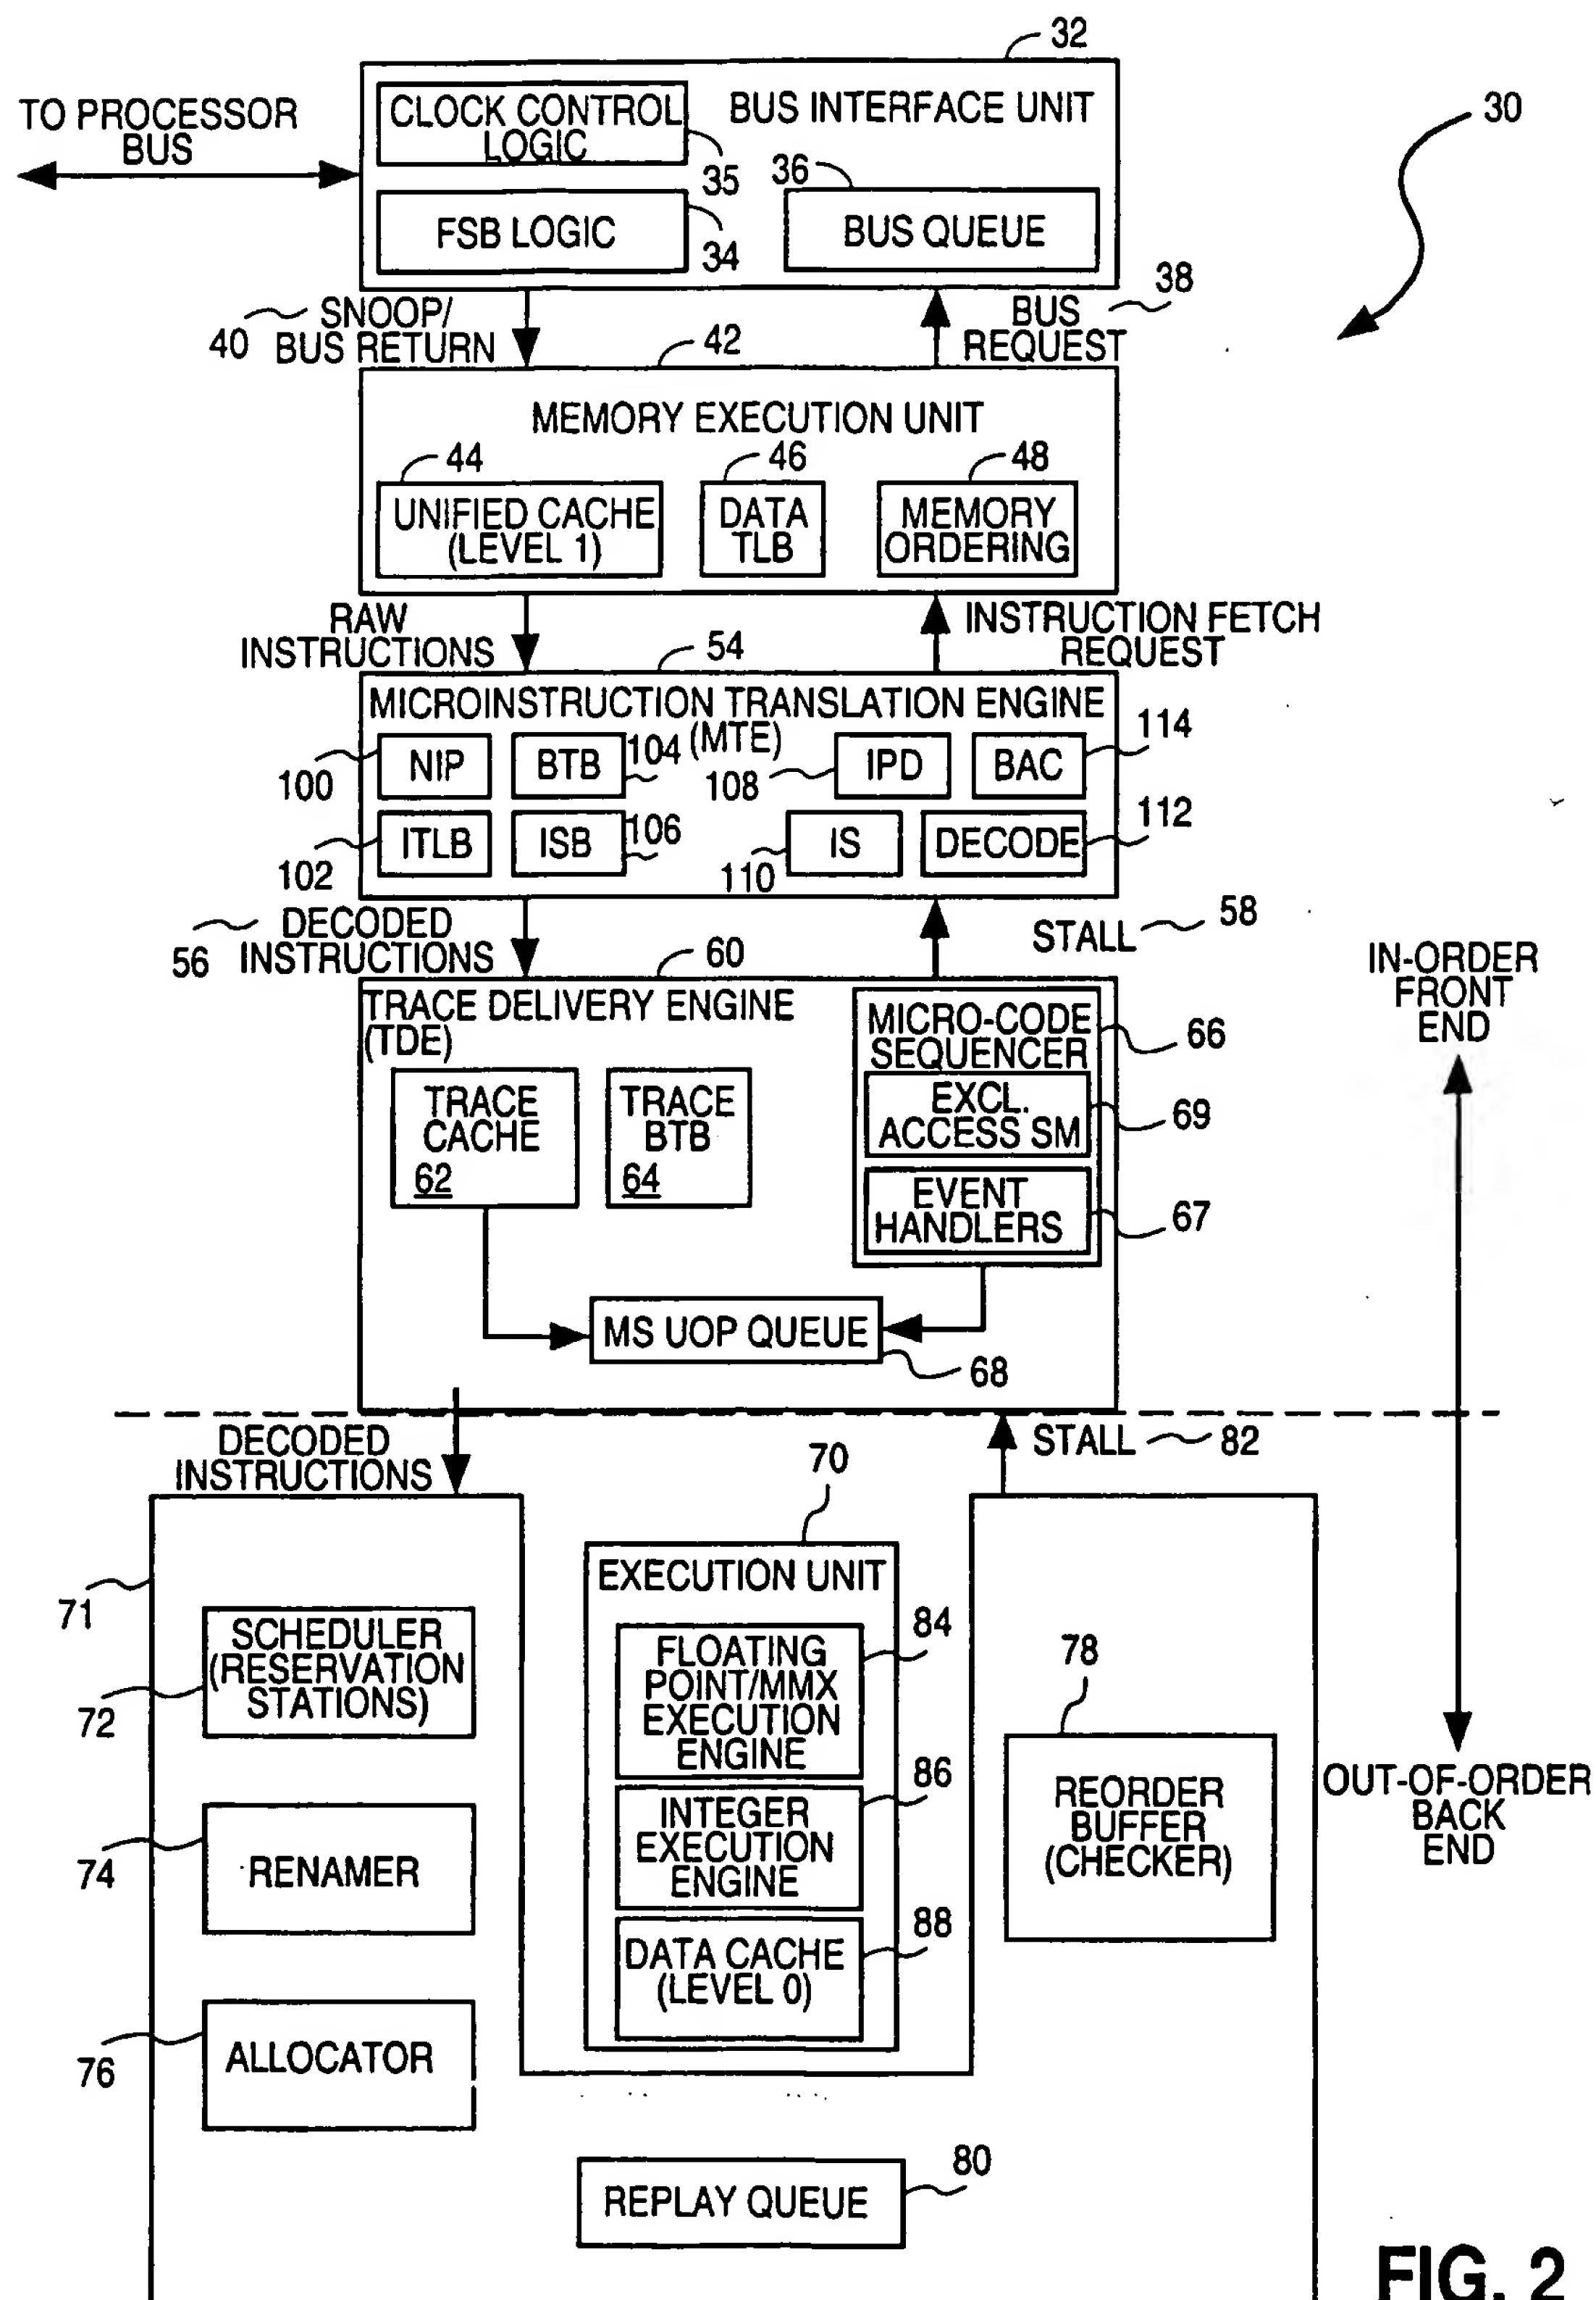 32
TO PROCESSOR
BUS
CLOCK CONTROL
LOGIC
35
BUS INTERFACE UNIT
30
FSB LOGIC
34
36
BUS QUEUE
40
SNOOP/
BUS RETURN
42
BUS
REQUEST
38
MEMORY EXECUTION UNIT
44
UNIFIED CACHE
(LEVEL 1)
46
DATA
TLB
48
MEMORY
ORDERING
RAW
INSTRUCTIONS
54
INSTRUCTION FETCH
REQUEST
MICROINSTRUCTION TRANSLATION ENGINE
(MTE)
100
NIP
BTB
104
108
IPD
BAC
114
102
ITLB
ISB
106
110
IS
DECODE
112
56
DECODED
INSTRUCTIONS
60
STALL
58
IN-ORDER
FRONT
END
TRACE DELIVERY ENGINE
(TDE)
MICRO-CODE
SEQUENCER
66
TRACE
CACHE
62
TRACE
BTB
64
EXCL.
ACCESS SM
69
EVENT
HANDLERS
67
MS UOP QUEUE
68
DECODED
INSTRUCTIONS
STALL
82
70
71
EXECUTION UNIT
SCHEDULER
(RESERVATION
STATIONS)
72
FLOATING
POINT/MMX
EXECUTION
ENGINE
84
78
REORDER
BUFFER
(CHECKER)
OUT-OF-ORDER
BACK
END
74
RENAMER
INTEGER
EXECUTION
ENGINE
86
DATA CACHE
(LEVEL 0)
88
76
ALLOCATOR
REPLAY QUEUE
80
FIG. 2